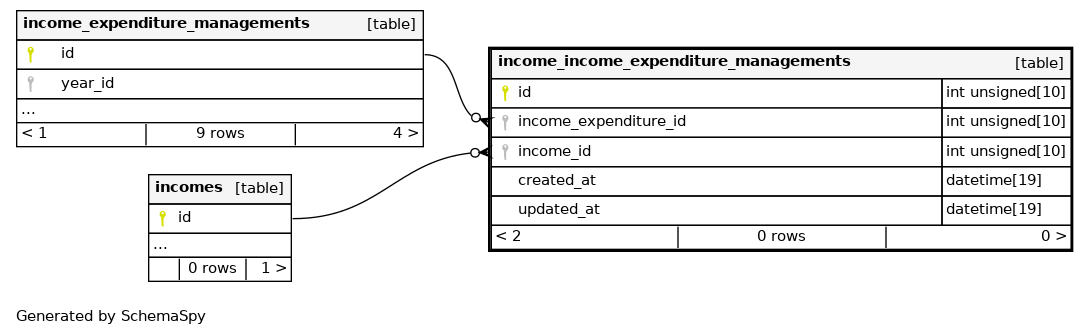 income_expenditure_managements [table]
id
year_id
...
< 1 9 rows 4 >
incomes [table]
id
...
0 rows 1 >
income_income_expenditure_managements [table]
id int unsigned[10]
income_expenditure_id int unsigned[10]
income_id int unsigned[10]
created_at datetime[19]
updated_at datetime[19]
< 2 0 rows 0 >
Generated by SchemaSpy